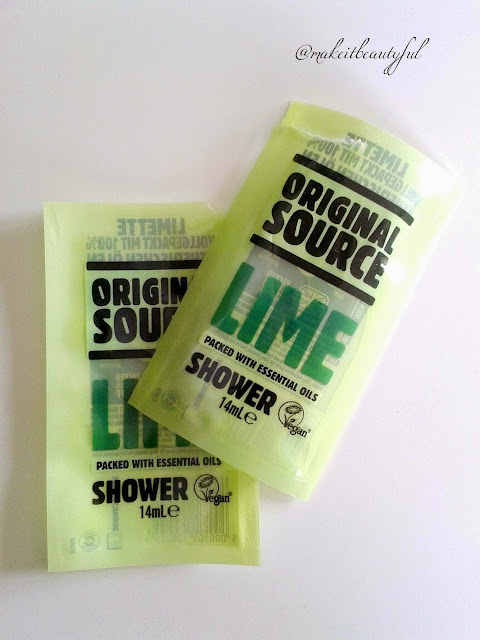 @makeitbeautyful
LIMETTE
VOLLGEPACKT MIT 100%
ORIGINAL
SOURCE
LIME
PACKED WITH ESSENTIAL OILS
SHOWER
14mL℮
Vegan
LIMETTE
VOLLGEPACKT MIT 100%
ÄTHERISCHEN ÖLEN
ORIGIN
SOUR
LIM
PACKED WITH ESSENTIAL OILS
SHOWER
14mL℮
Vegan